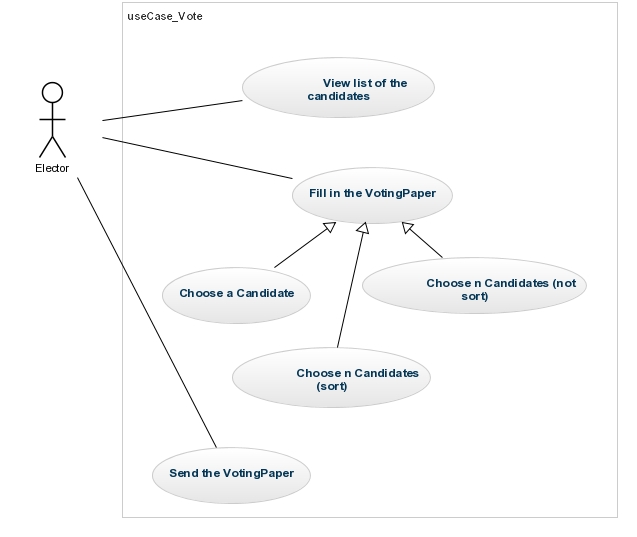 useCase_Vote
View list of the
candidates
Elector
Fill in the VotingPaper
Choose a Candidate
Choose n Candidates (not
sort)
Choose n Candidates
(sort)
Send the VotingPaper